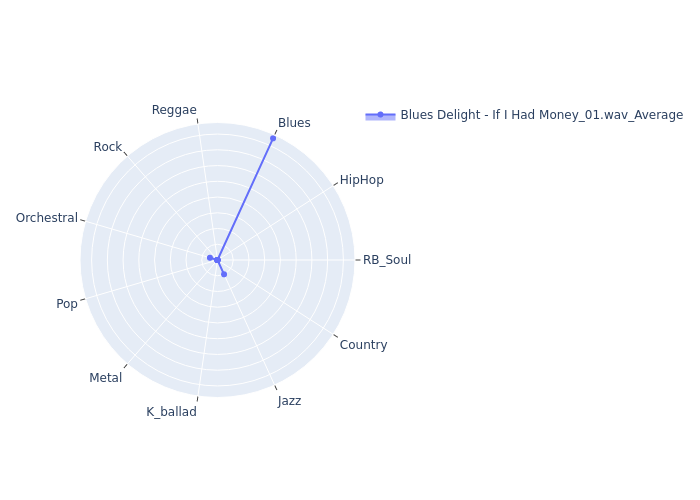 Reggae
Blues
Blues Delight - If I Had Money_01.wav_Average
Rock
HipHop
Orchestral
RB_Soul
Pop
Country
Metal
Jazz
K_ballad